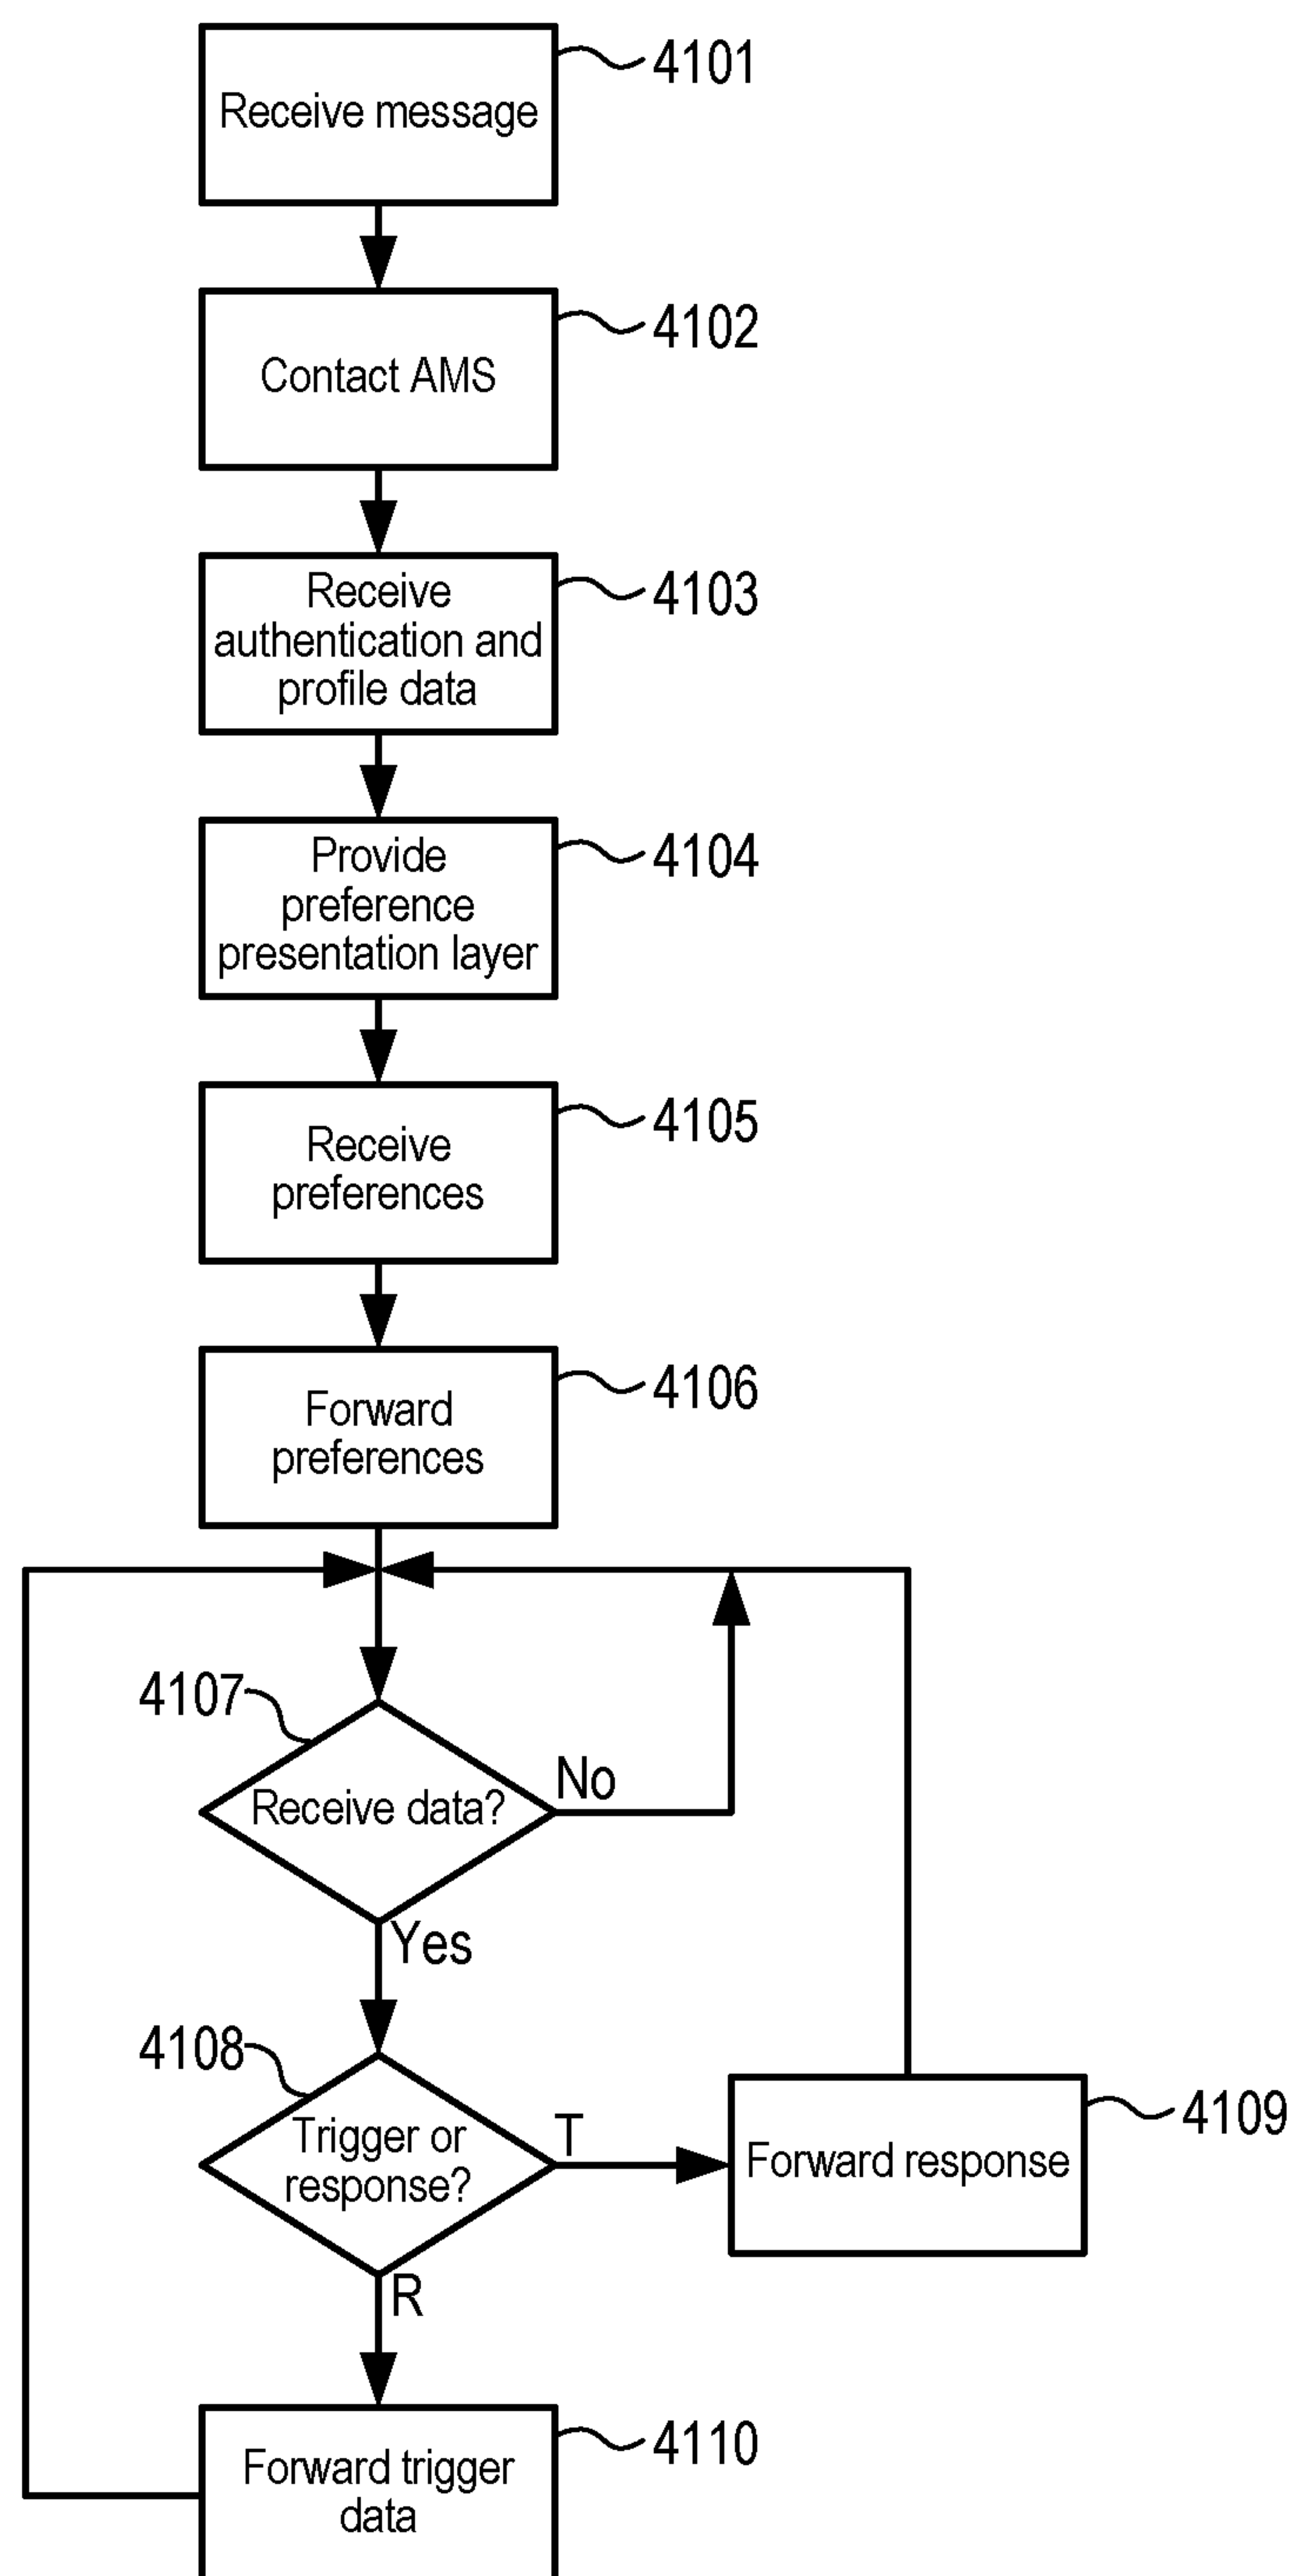 Receive message
4101
Contact AMS
4102
Receive
authentication and
profile data
4103
Provide
preference
presentation layer
4104
Receive
preferences
4105
Forward
preferences
4106
4107
Receive data?
No
Yes
4108
Trigger or
response?
T
Forward response
4109
R
Forward trigger
data
4110